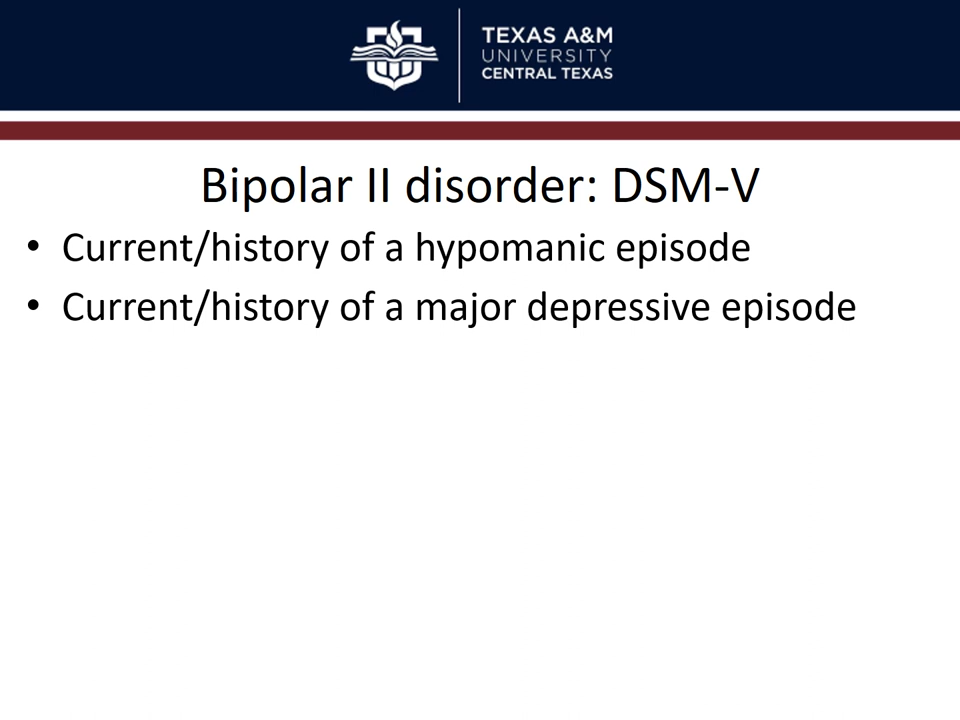 TEXAS A&M
UNIVERSITY
CENTRAL TEXAS
Bipolar II disorder: DSM-V
• Current/history of a hypomanic episode
• Current/history of a major depressive episode